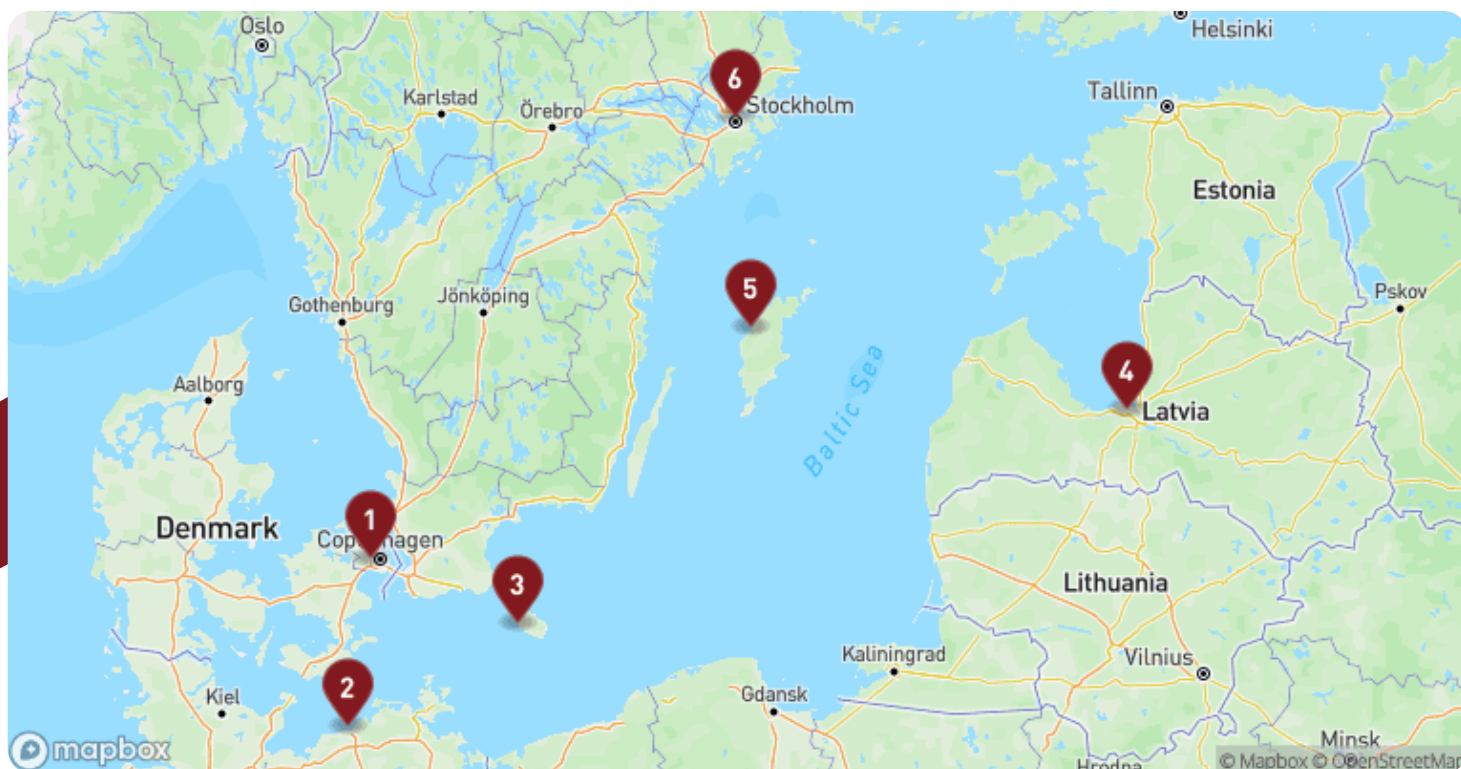 Oslo
Helsinki
6
Stockholm
Tallinn
Karlstad
Örebro
Estonia
5
Gothenburg
Jönköping
Pskov
Aalborg
4
Latvia
Baltic Sea
1
Denmark
Copenhagen
3
Lithuania
Kaliningrad
Vilnius
2
Kiel
Gdansk
Minsk
mapbox
© Mapbox © OpenStreetMap
Hrodna